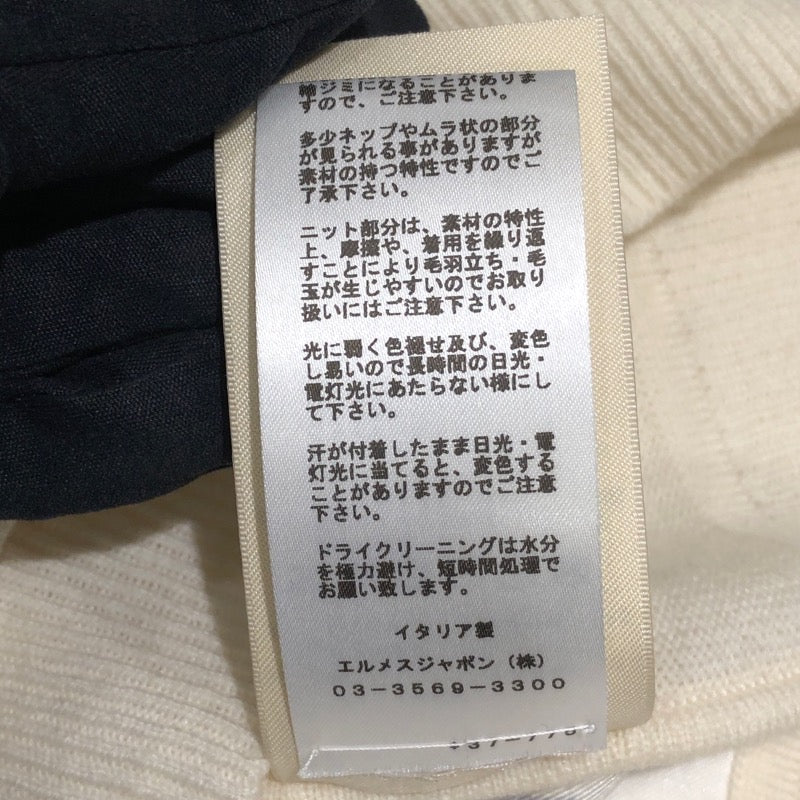 ジミになることがありま
すので、ご注意下さい。
多少ネップやムラ状の部分
が見られる事がありますが
素材の持つ特性ですのでご
了承下さい。
ニット部分は、素材の特性
上、摩擦や、着用を繰り返
すことにより毛羽立ち・毛
玉が生じやすいのでお取り
扱いにはご注意下さい。
光に弱く色褪せ及び、変色
し易いので長時間の日光・
電灯光にあたらない様にし
て下さい。
汗が付着したまま日光・電
灯光に当てると、変色する
ことがありますのでご注意
下さい。
ドライクリーニングは水分
を極力避け、短時間処理で
お願い致します。
イタリア製
エルメスジャポン（株）
03－3569－3300